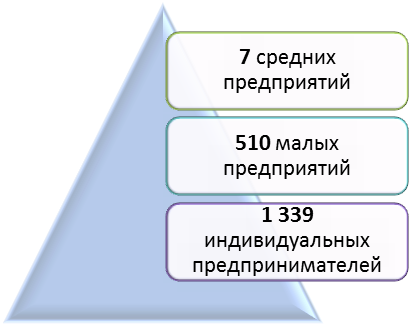 7 средних
предприятий
510 малых
предприятий
1 339
индивидуальных
предпринимателей